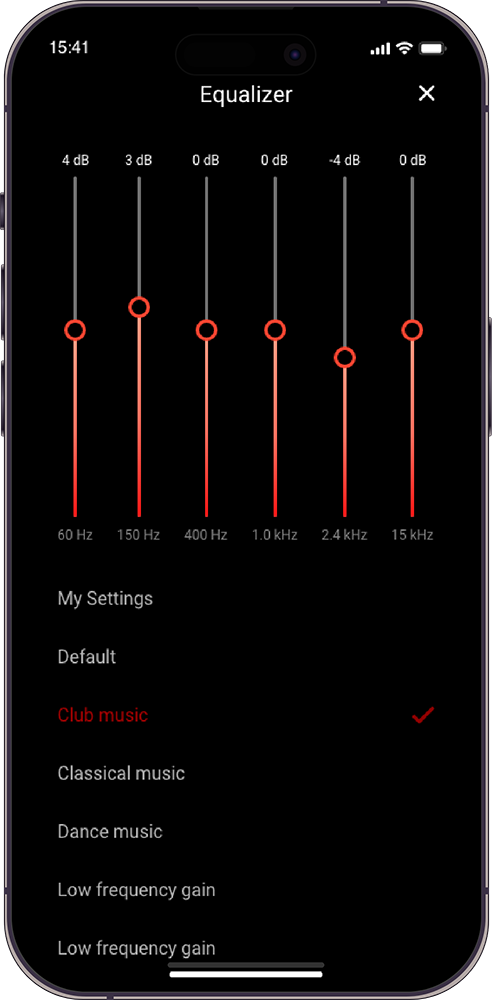 15:41
Equalizer
4 dB 3 dB 0 dB 0 dB -4 dB 0 dB
60 Hz 150 Hz 400 Hz 1.0 kHz 2.4 kHz 15 kHz
My Settings
Default
Club music
Classical music
Dance music
Low frequency gain
Low frequency gain